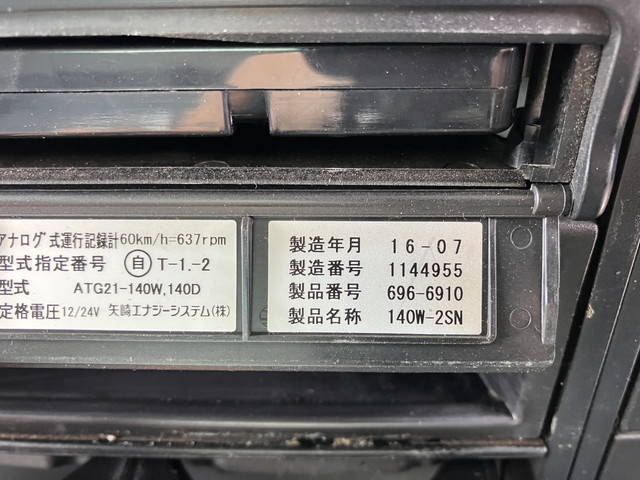 アナログ式運行記録計60km/h=637rpm
型式指定番号 自 T-1.-2
型式 ATG21-140W,140D
定格電圧12/24V 矢崎エナジーシステム(株)
製造年月 16-07
製造番号 1144955
製品番号 696-6910
製品名称 140W-2SN